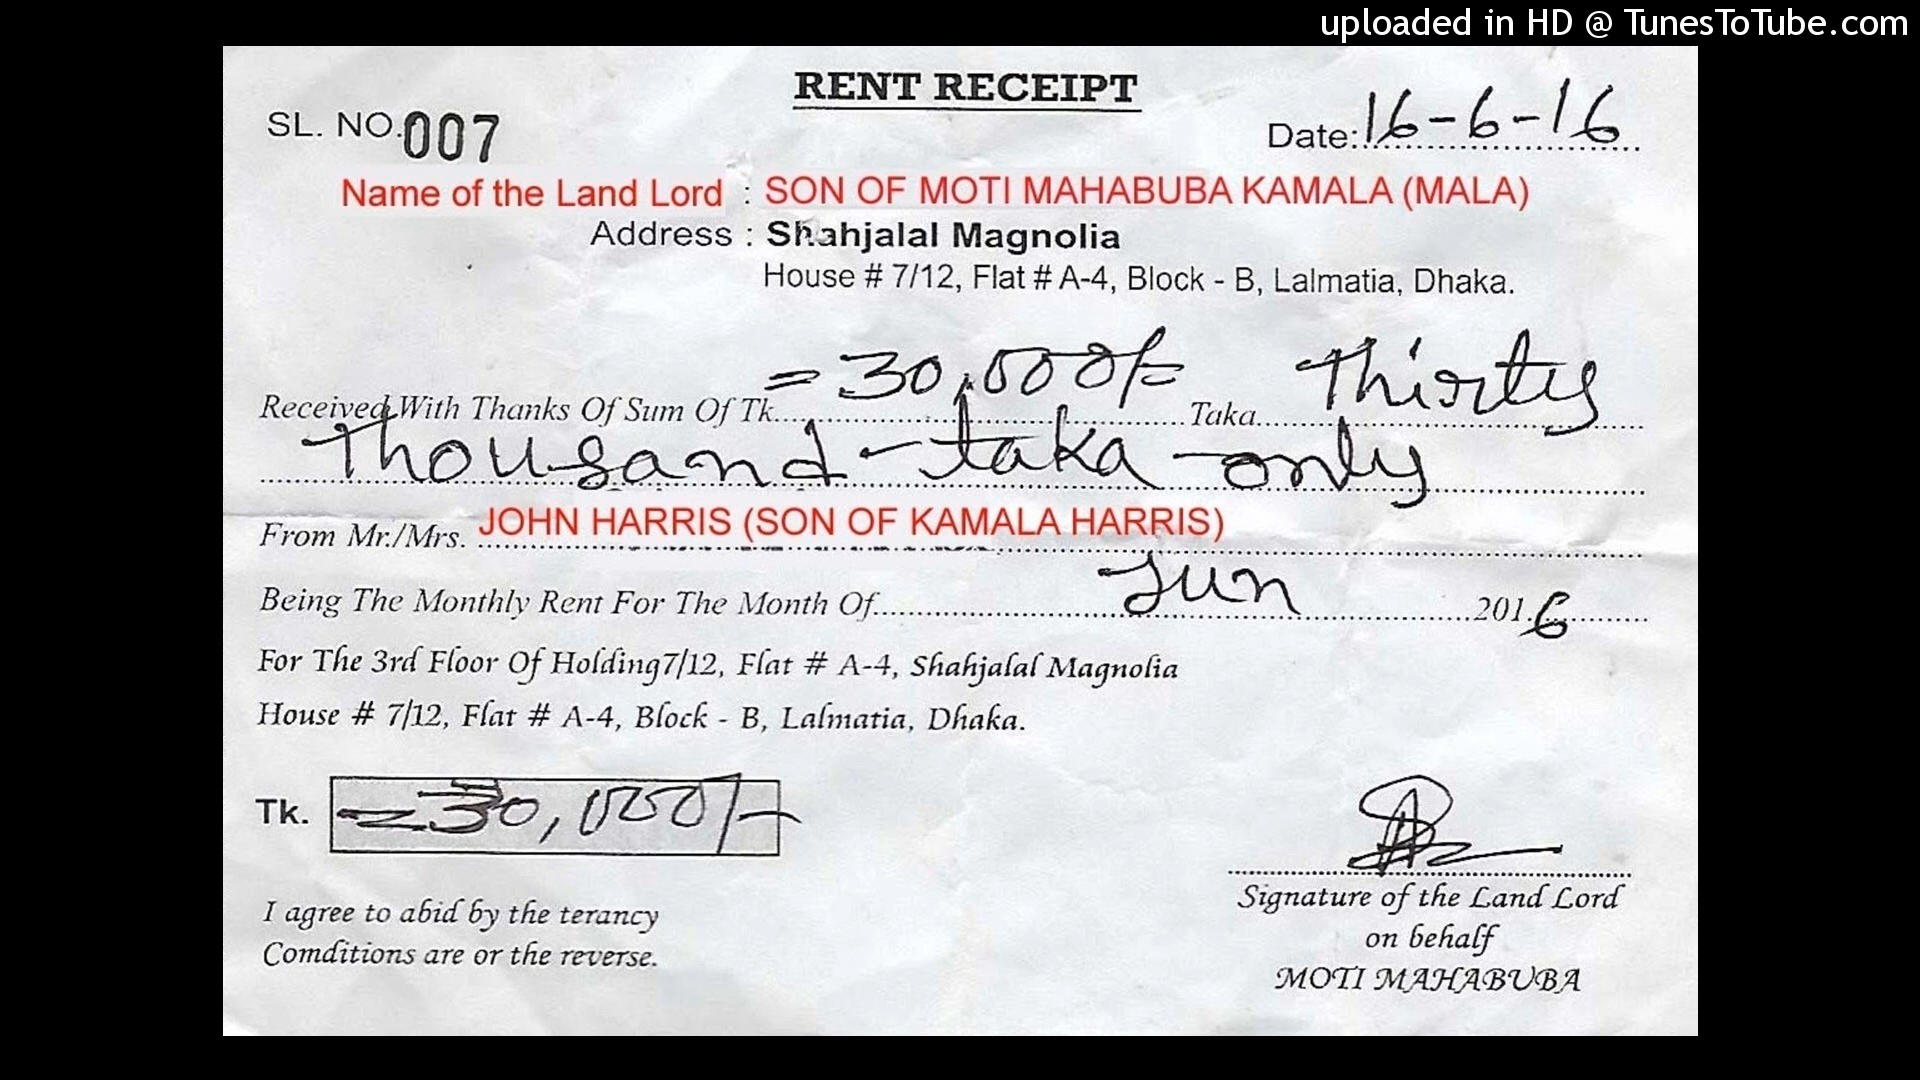 uploaded in HD @ TunesToTube.com
RENT RECEIPT
SL. NO. 007
Date: 16-6-16
Name of the Land Lord : SON OF MOTI MAHABUBA KAMALA (MALA)
Address : Shahjalal Magnolia
House # 7/12, Flat # A-4, Block - B, Lalmatia, Dhaka.
Received With Thanks Of Sum Of Tk. = 30,000/= Taka. Thirty
Thousand - taka - only
From Mr./Mrs. JOHN HARRIS (SON OF KAMALA HARRIS)
Being The Monthly Rent For The Month Of Jun 2016
For The 3rd Floor Of Holding7/12, Flat # A-4, Shahjalal Magnolia
House # 7/12, Flat # A-4, Block - B, Lalmatia, Dhaka.
Tk. = 30,000/-
I agree to abid by the terancy
Comditions are or the reverse.
Signature of the Land Lord
on behalf
MOTI MAHABUBA